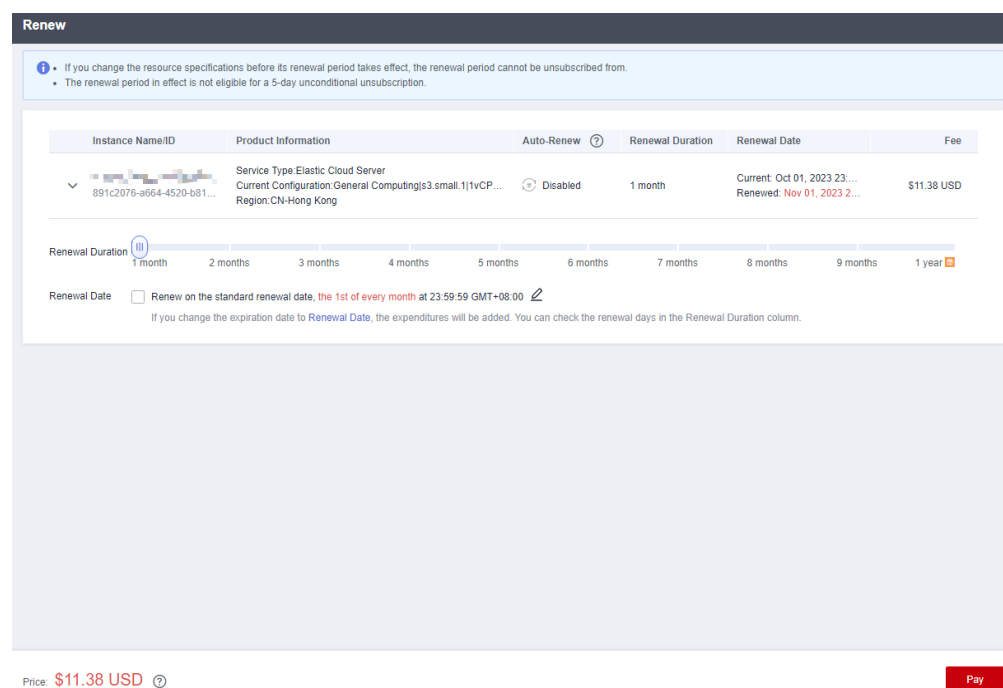 Renew
If you change the resource specifications before its renewal period takes effect, the renewal period cannot be unsubscribed from.
The renewal period in effect is not eligible for a 5-day unconditional unsubscription.
Instance Name/ID Product Information Auto-Renew Renewal Duration Renewal Date Fee
Service Type:Elastic Cloud Server
891c2076-a664-4520-b81... Current Configuration:General Computing|s3.small.1|1vCP... Disabled 1 month Current: Oct 01, 2023 23:... $11.38 USD
Region:CN-Hong Kong Renewed: Nov 01, 2023 2...
Renewal Duration
1 month 2 months 3 months 4 months 5 months 6 months 7 months 8 months 9 months 1 year
Renewal Date Renew on the standard renewal date, the 1st of every month at 23:59:59 GMT+08:00
If you change the expiration date to Renewal Date, the expenditures will be added. You can check the renewal days in the Renewal Duration column.
Price: $11.38 USD Pay